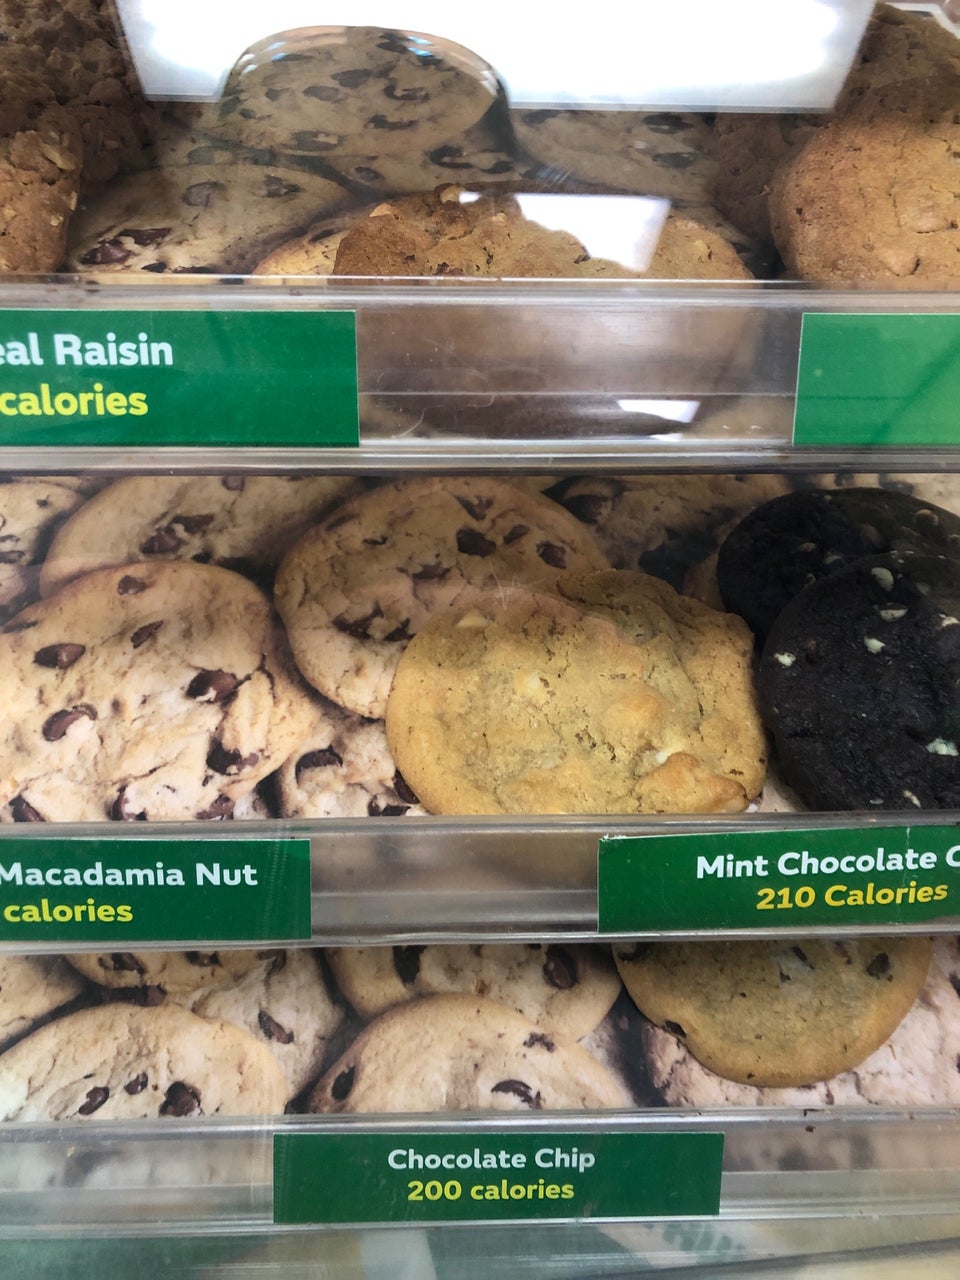 eal Raisin
calories
Macadamia Nut
calories
Mint Chocolate C
210 Calories
Chocolate Chip
200 calories